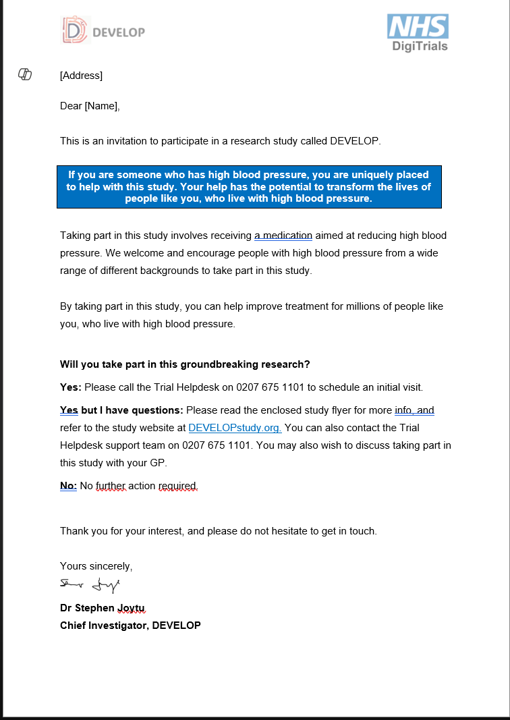 DEVELOP
NHS
DigiTrials
[Address]
Dear [Name],
This is an invitation to participate in a research study called DEVELOP.
If you are someone who has high blood pressure, you are uniquely placed
to help with this study. Your help has the potential to transform the lives of
people like you, who live with high blood pressure.
Taking part in this study involves receiving a medication aimed at reducing high blood
pressure. We welcome and encourage people with high blood pressure from a wide
range of different backgrounds to take part in this study.
By taking part in this study, you can help improve treatment for millions of people like
you, who live with high blood pressure.
Will you take part in this groundbreaking research?
Yes: Please call the Trial Helpdesk on 0207 675 1101 to schedule an initial visit.
Yes but I have questions: Please read the enclosed study flyer for more info, and
refer to the study website at DEVELOPstudy.org. You can also contact the Trial
Helpdesk support team on 0207 675 1101. You may also wish to discuss taking part in
this study with your GP.
No: No further action required.
Thank you for your interest, and please do not hesitate to get in touch.
Yours sincerely,
Dr Stephen Joytu
Chief Investigator, DEVELOP